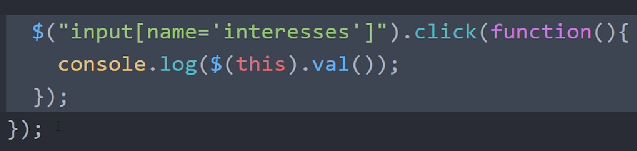 $("input[name='interesses']").click(function(){
console.log($(this).val());
});
});